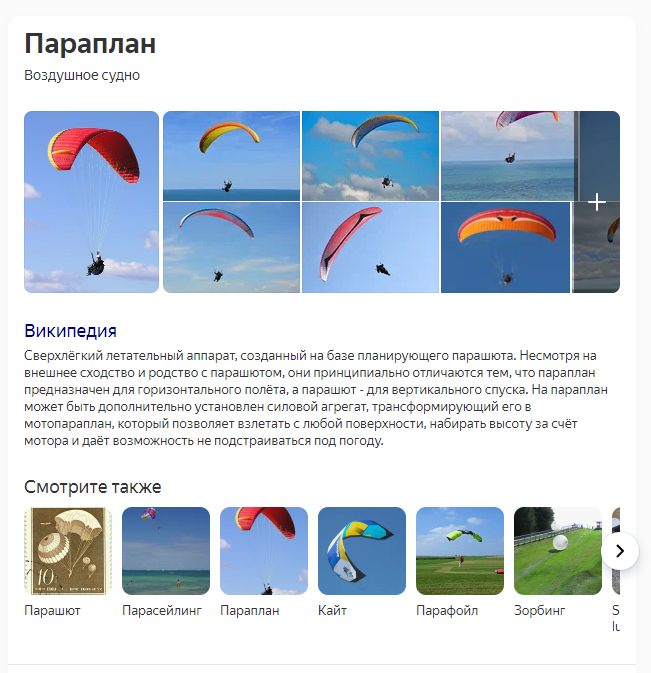 Параплан
Воздушное судно
Википедия
Сверхлёгкий летательный аппарат, созданный на базе планирующего парашюта. Несмотря на
внешнее сходство и родство с парашютом, они принципиально отличаются тем, что параплан
предназначен для горизонтального полёта, а парашют - для вертикального спуска. На параплан
может быть дополнительно установлен силовой агрегат, трансформирующий его в
мотопараплан, который позволяет взлетать с любой поверхности, набирать высоту за счёт
мотора и даёт возможность не подстраиваться под погоду.
Смотрите также
10
Парашют
Парасейлинг
Параплан
Кайт
Парафойл
Зорбинг